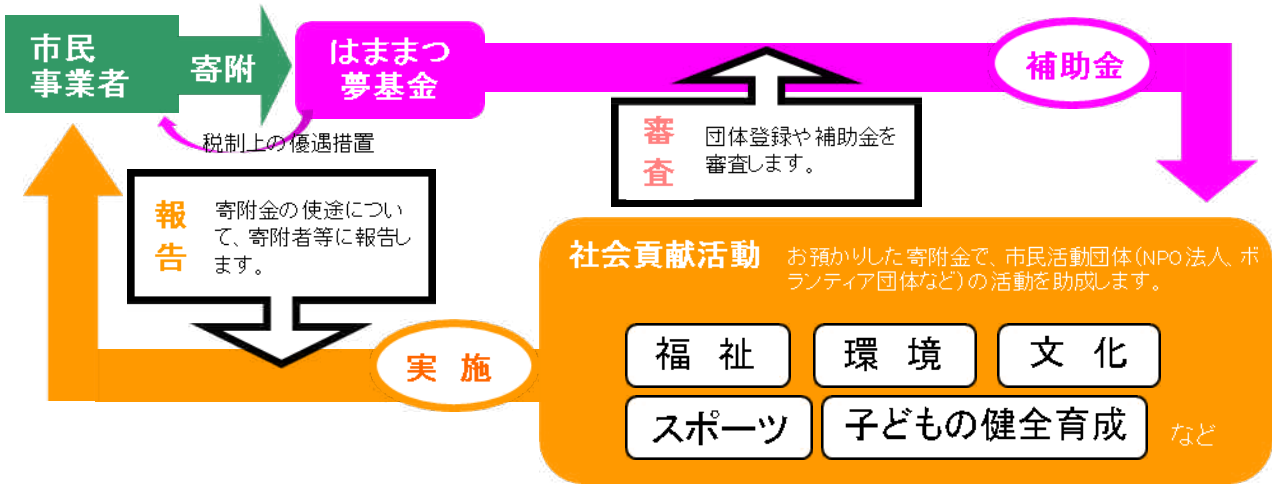 市民
事業者
寄附
はままつ
夢基金
補助金
税制上の優遇措置
審査
団体登録や補助金を
審査します。
報告
寄附金の使途につい
て、寄附者等に報告し
ます。
社会貢献活動
お預かりした寄附金で、市民活動団体(NPO法人、ボ
ランティア団体など)の活動を助成します。
実 施
福 祉
環 境
文 化
スポーツ
子どもの健全育成
など